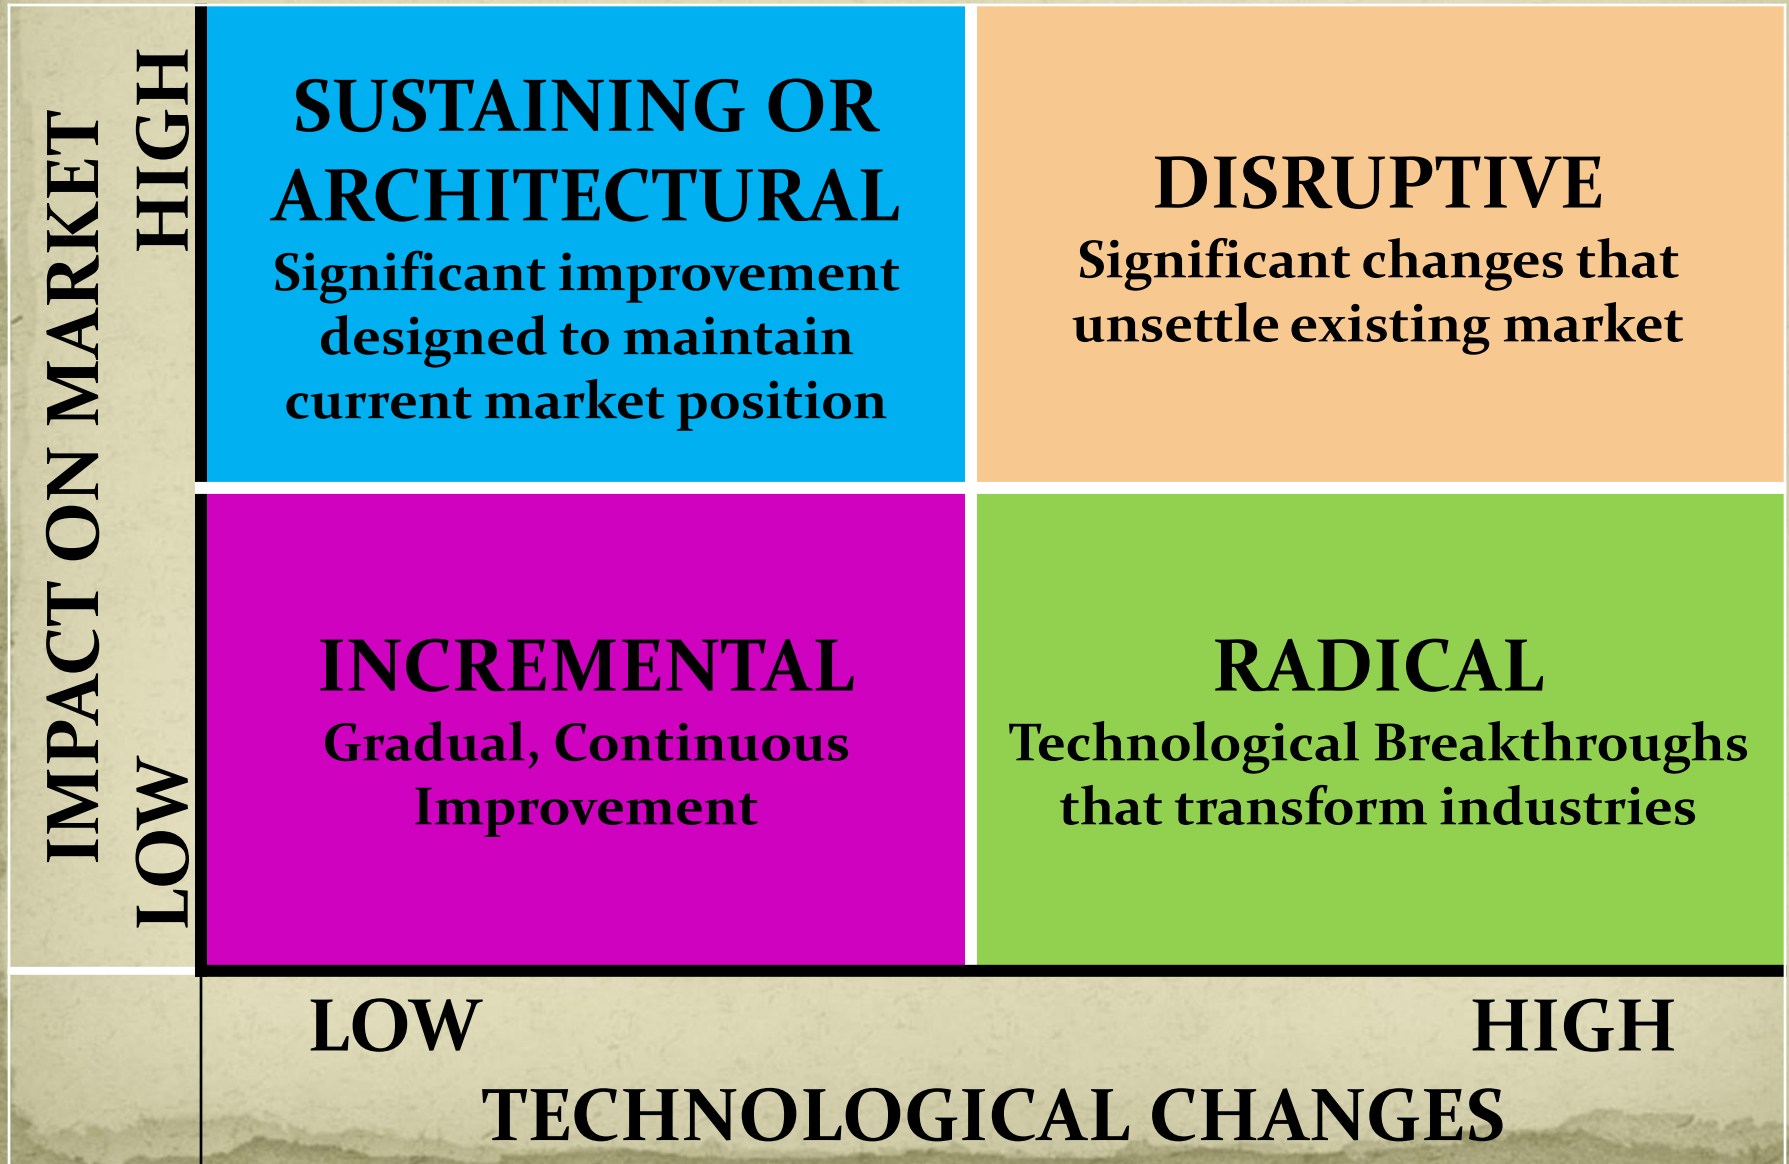 IMPACT ON MARKET
HIGH
LOW
SUSTAINING OR
ARCHITECTURAL
Significant improvement
designed to maintain
current market position
DISRUPTIVE
Significant changes that
unsettle existing market
INCREMENTAL
Gradual, Continuous
Improvement
RADICAL
Technological Breakthroughs
that transform industries
LOW
HIGH
TECHNOLOGICAL CHANGES